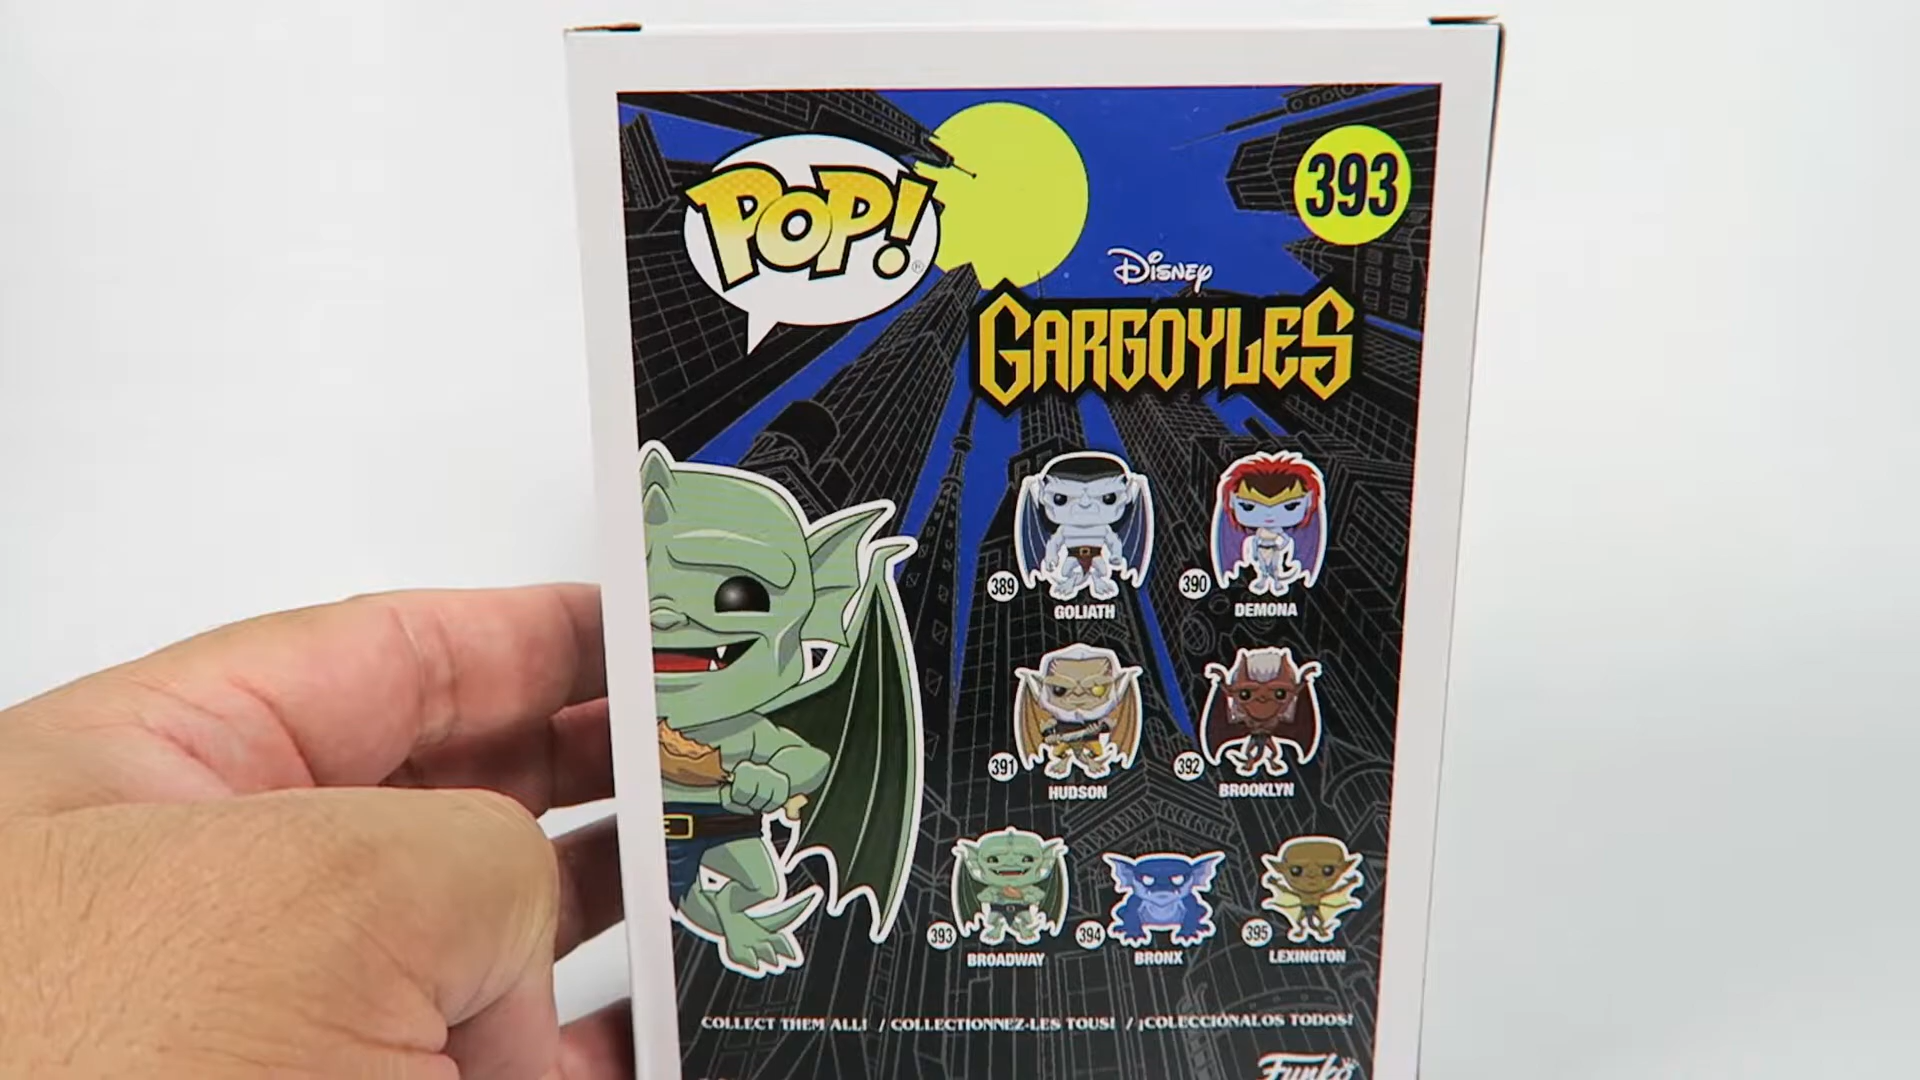 POP!
393
DISNEY
GARGOYLES
389
GOLIATH
390
DEMONA
391
HUDSON
392
BROOKLYN
393
BROADWAY
394
BRONX
395
LEXINGTON
COLLECT THEM ALL! / COLLECTIONNEZ-LES TOUS! / ¡COLECCIÓNALOS TODOS!
Funko